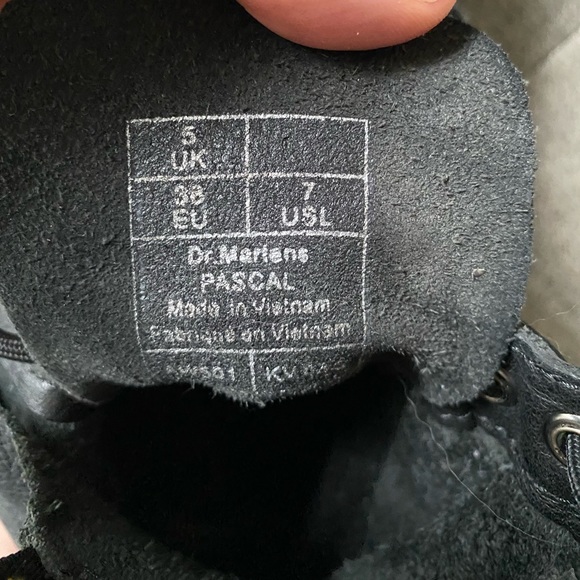 5
UK
38 7
EU USL
Dr.Martens
PASCAL
Made in Vietnam
Fabriqué en Vietnam